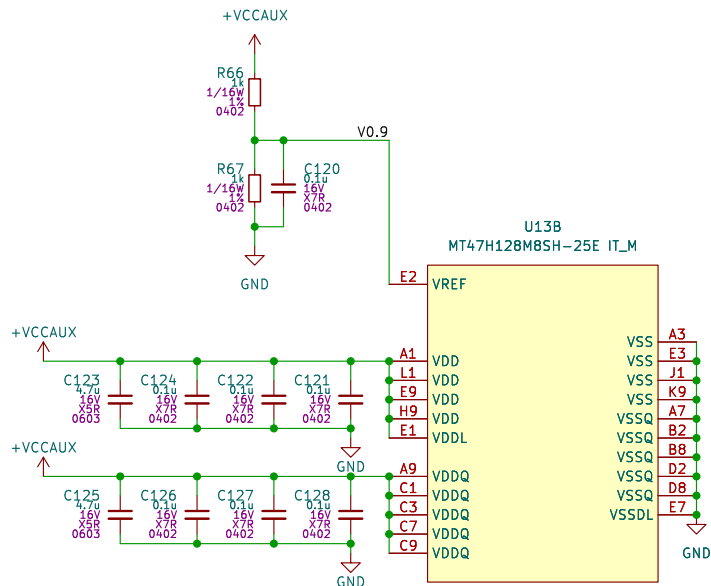 +VCCAUX
R66
1k
1/16W
1%
0402
V0.9
R67
1k
1/16W
1%
0402
C120
0.1u
16V
X7R
0402
GND
U13B
MT47H128M8SH-25E IT_M
E2 VREF
+VCCAUX
C123
4.7u
16V
X5R
0603
C124
0.1u
16V
X7R
0402
C122
0.1u
16V
X7R
0402
C121
0.1u
16V
X7R
0402
GND
A1 VDD
L1 VDD
E9 VDD
H9 VDD
E1 VDDL
+VCCAUX
C125
4.7u
16V
X5R
0603
C126
0.1u
16V
X7R
0402
C127
0.1u
16V
X7R
0402
C128
0.1u
16V
X7R
0402
GND
A9 VDDQ
C1 VDDQ
C3 VDDQ
C7 VDDQ
C9 VDDQ
VSS A3
VSS E3
VSS J1
VSS K9
VSSQ A7
VSSQ B2
VSSQ B8
VSSQ D2
VSSQ D8
VSSDL E7
GND